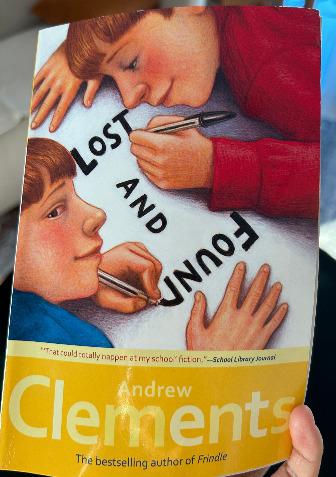 LOST
AND
FOUND
"That could totally happen at my school fiction."—School Library Journal
Andrew
Clements
The bestselling author of Frindle